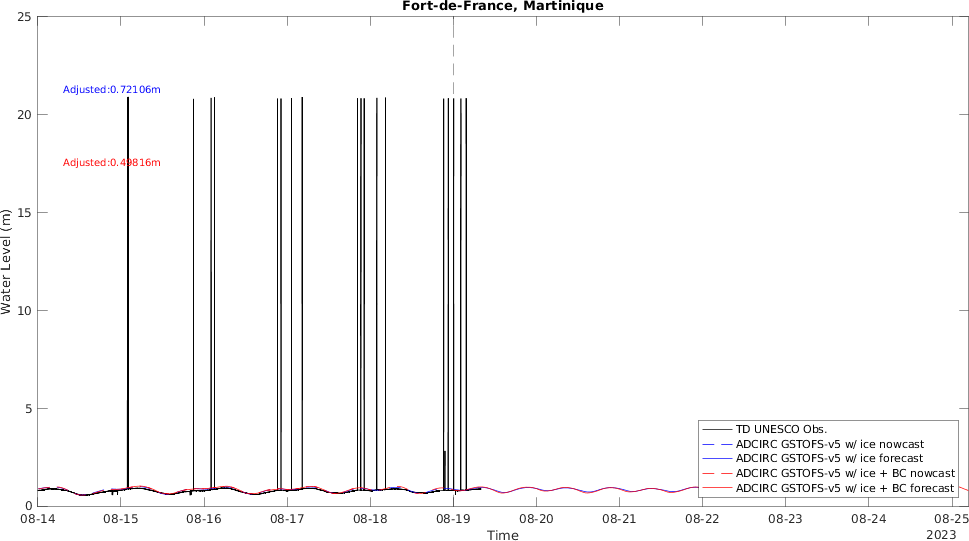 Fort-de-France, Martinique
25
20
15
10
5
0
Water Level (m)
Adjusted:0.72106m
Adjusted:0.49816m
TD UNESCO Obs.
ADCIRC GSTOFS-v5 w/ ice nowcast
ADCIRC GSTOFS-v5 w/ ice forecast
ADCIRC GSTOFS-v5 w/ ice + BC nowcast
ADCIRC GSTOFS-v5 w/ ice + BC forecast
08-14 08-15 08-16 08-17 08-18 08-19 08-20 08-21 08-22 08-23 08-24 08-25
Time
2023